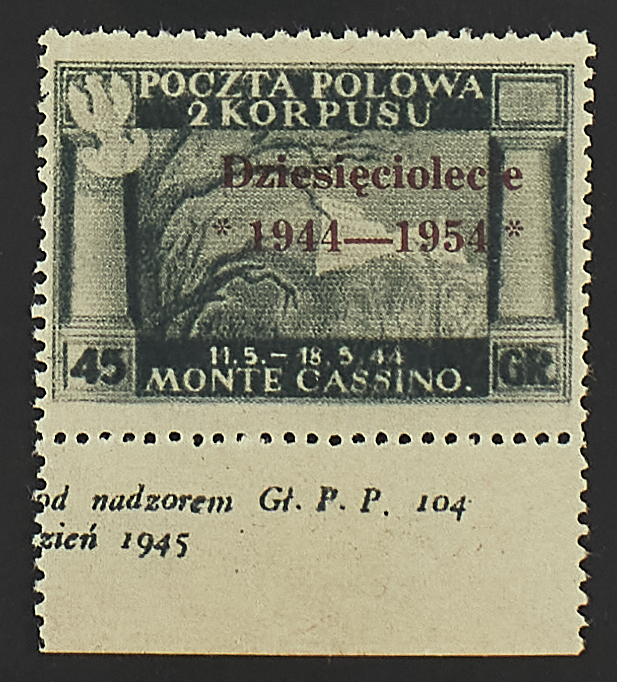 POCZTA POLOWA
2 KORPUSU
Dziesięciolecie
* 1944—1954 *
11.5.—18.5.44
45 MONTE CASSINO. GR.
od nadzorem Gł. P. P. 104
zień 1945